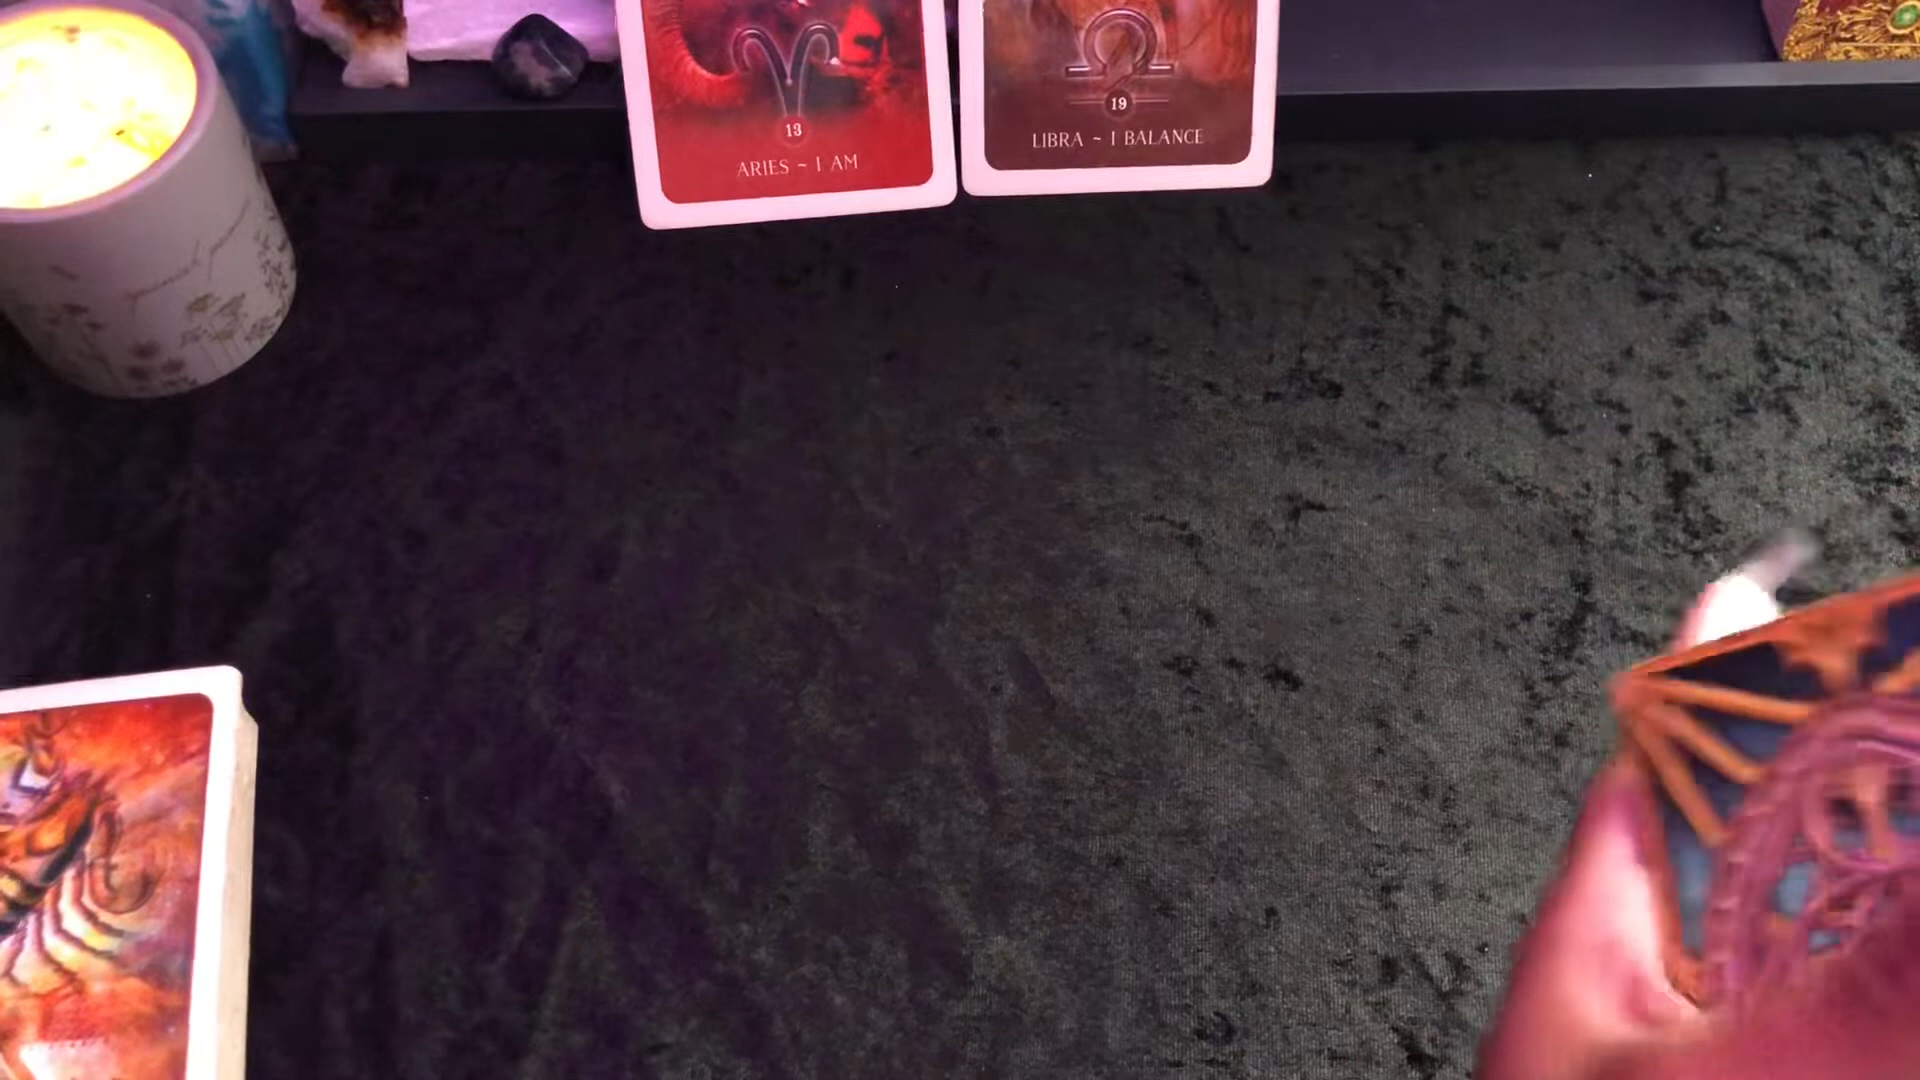 13
ARIES ~ I AM
19
LIBRA ~ I BALANCE